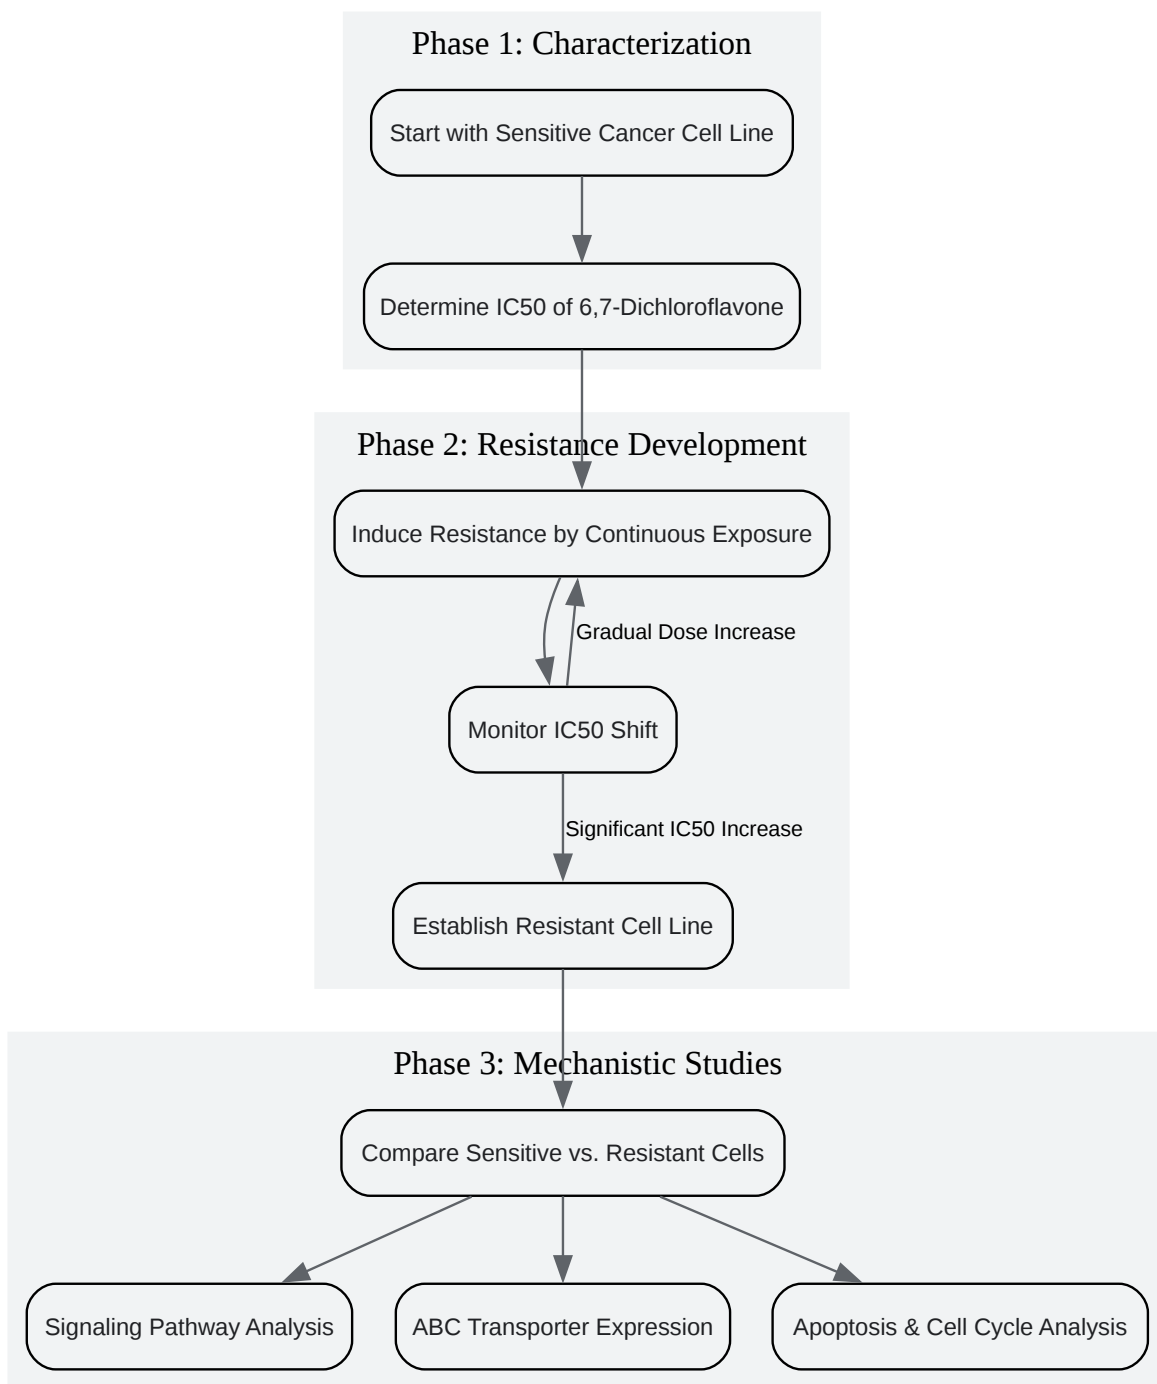 Phase 1: Characterization
Start with Sensitive Cancer Cell Line
Determine IC50 of 6,7-Dichloroflavone
Phase 2: Resistance Development
Induce Resistance by Continuous Exposure
Gradual Dose Increase
Monitor IC50 Shift
Significant IC50 Increase
Establish Resistant Cell Line
Phase 3: Mechanistic Studies
Compare Sensitive vs. Resistant Cells
Signaling Pathway Analysis
ABC Transporter Expression
Apoptosis & Cell Cycle Analysis